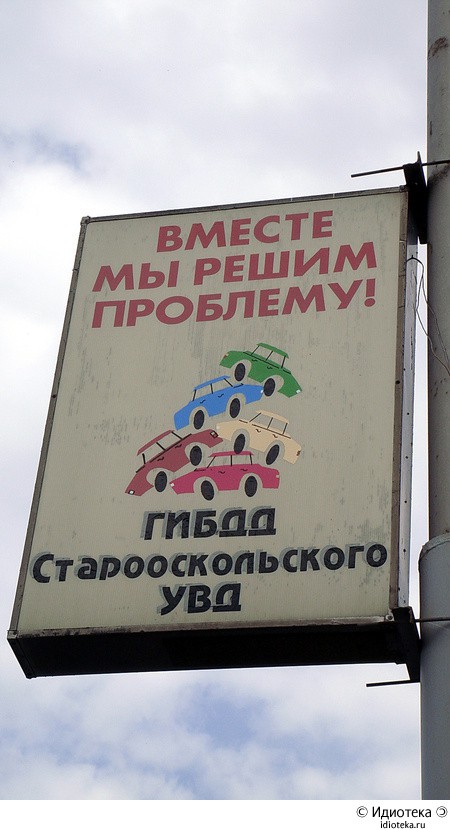 ВМЕСТЕ
МЫ РЕШИМ
ПРОБЛЕМУ!
ГИБДД
Старооскольского
УВД
© Идиотека
idioteka.ru